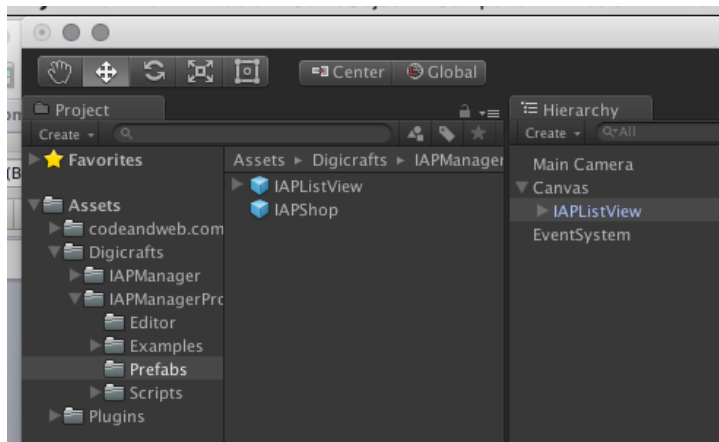 Center Global
Project
Create
Favorites
Assets
codeandweb.com
Digicrafts
IAPManager
IAPManagerPro
Editor
Examples
Prefabs
Scripts
Plugins
Assets ▸ Digicrafts ▸ IAPManager
IAPListView
IAPShop
Hierarchy
Create All
Main Camera
Canvas
IAPListView
EventSystem